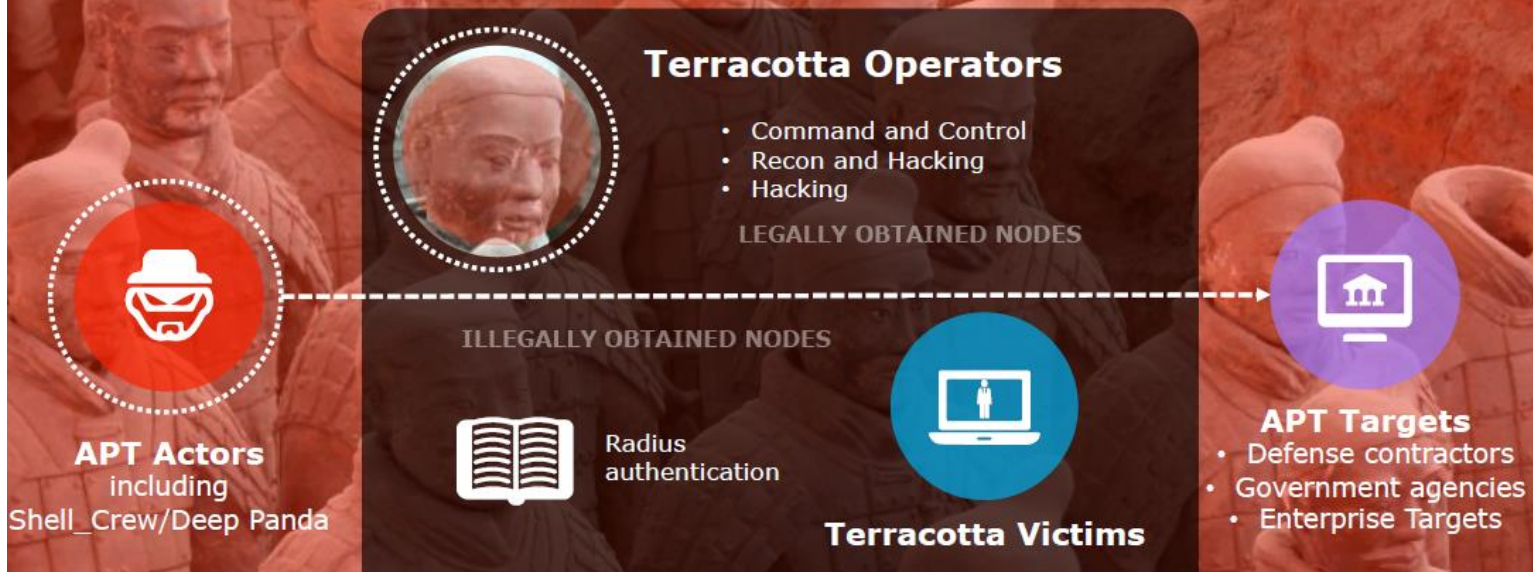 Terracotta Operators
• Command and Control
• Recon and Hacking
• Hacking
LEGALLY OBTAINED NODES
ILLEGALLY OBTAINED NODES
Radius
authentication
Terracotta Victims
APT Actors
including
Shell_Crew/Deep Panda
APT Targets
• Defense contractors
• Government agencies
• Enterprise Targets